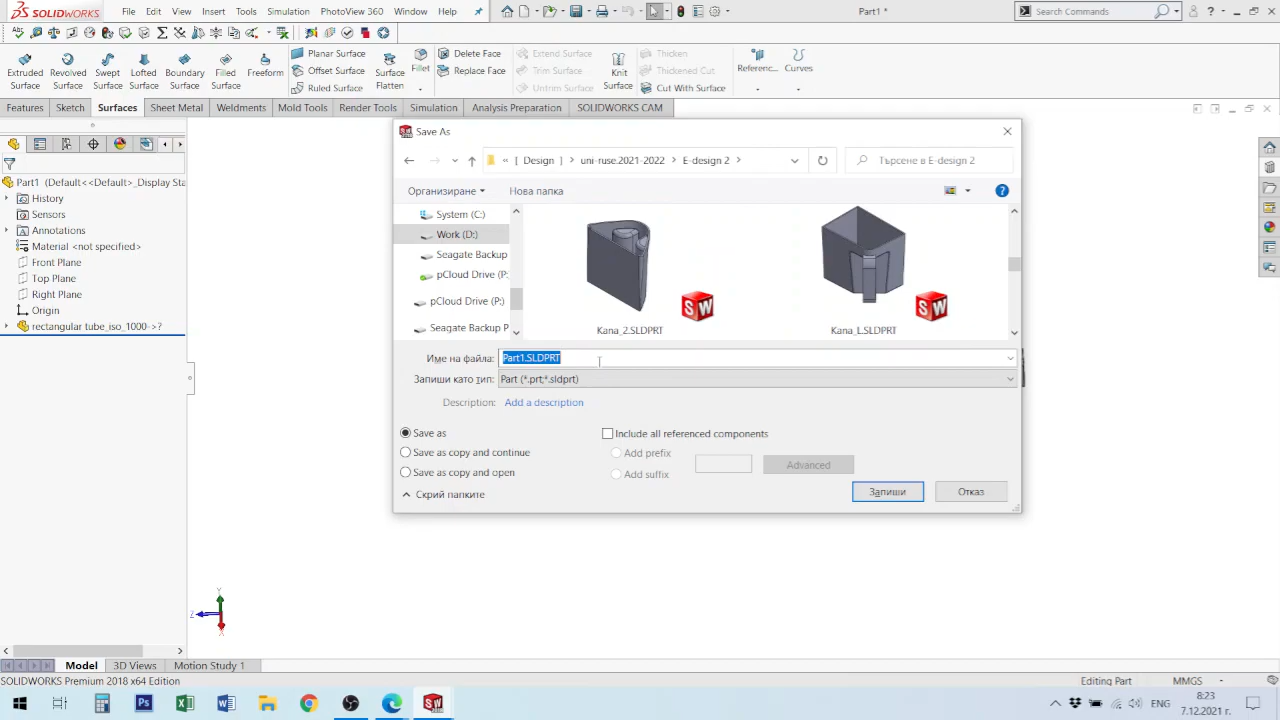 SOLIDWORKS File Edit View Insert Tools Simulation PhotoView 360 Window Help Part1 * Search Commands
Extruded Surface
Revolved Surface
Swept Surface
Lofted Surface
Boundary Surface
Filled Surface
Freeform
Planar Surface
Offset Surface
Ruled Surface
Surface Flatten
Fillet
Delete Face
Replace Face
Extend Surface
Trim Surface
Untrim Surface
Knit Surface
Thicken
Thickened Cut
Cut With Surface
Referenc...
Curves
Features Sketch Surfaces Sheet Metal Weldments Mold Tools Render Tools Simulation Analysis Preparation SOLIDWORKS CAM
Part1 (Default<<Default>_Display Sta
History
Sensors
Annotations
Material <not specified>
Front Plane
Top Plane
Right Plane
Origin
rectangular tube_iso_1000->?
Save As
« [ Design ] › uni-ruse.2021-2022 › E-design 2 ›
Търсене в E-design 2
Организиране Нова папка
System (C:)
Work (D:)
Seagate Backup
pCloud Drive (P:
pCloud Drive (P:)
Seagate Backup P
Kana_2.SLDPRT Kana_L.SLDPRT
Име на файла: Part1.SLDPRT
Запиши като тип: Part (*.prt;*.sldprt)
Description: Add a description
Save as
Save as copy and continue
Save as copy and open
Include all referenced components
Add prefix
Add suffix
Advanced
Скрий папките
Запиши Отказ
Y
Z
X
Model 3D Views Motion Study 1
SOLIDWORKS Premium 2018 x64 Edition Editing Part MMGS
ENG
8:23
7.12.2021 г.